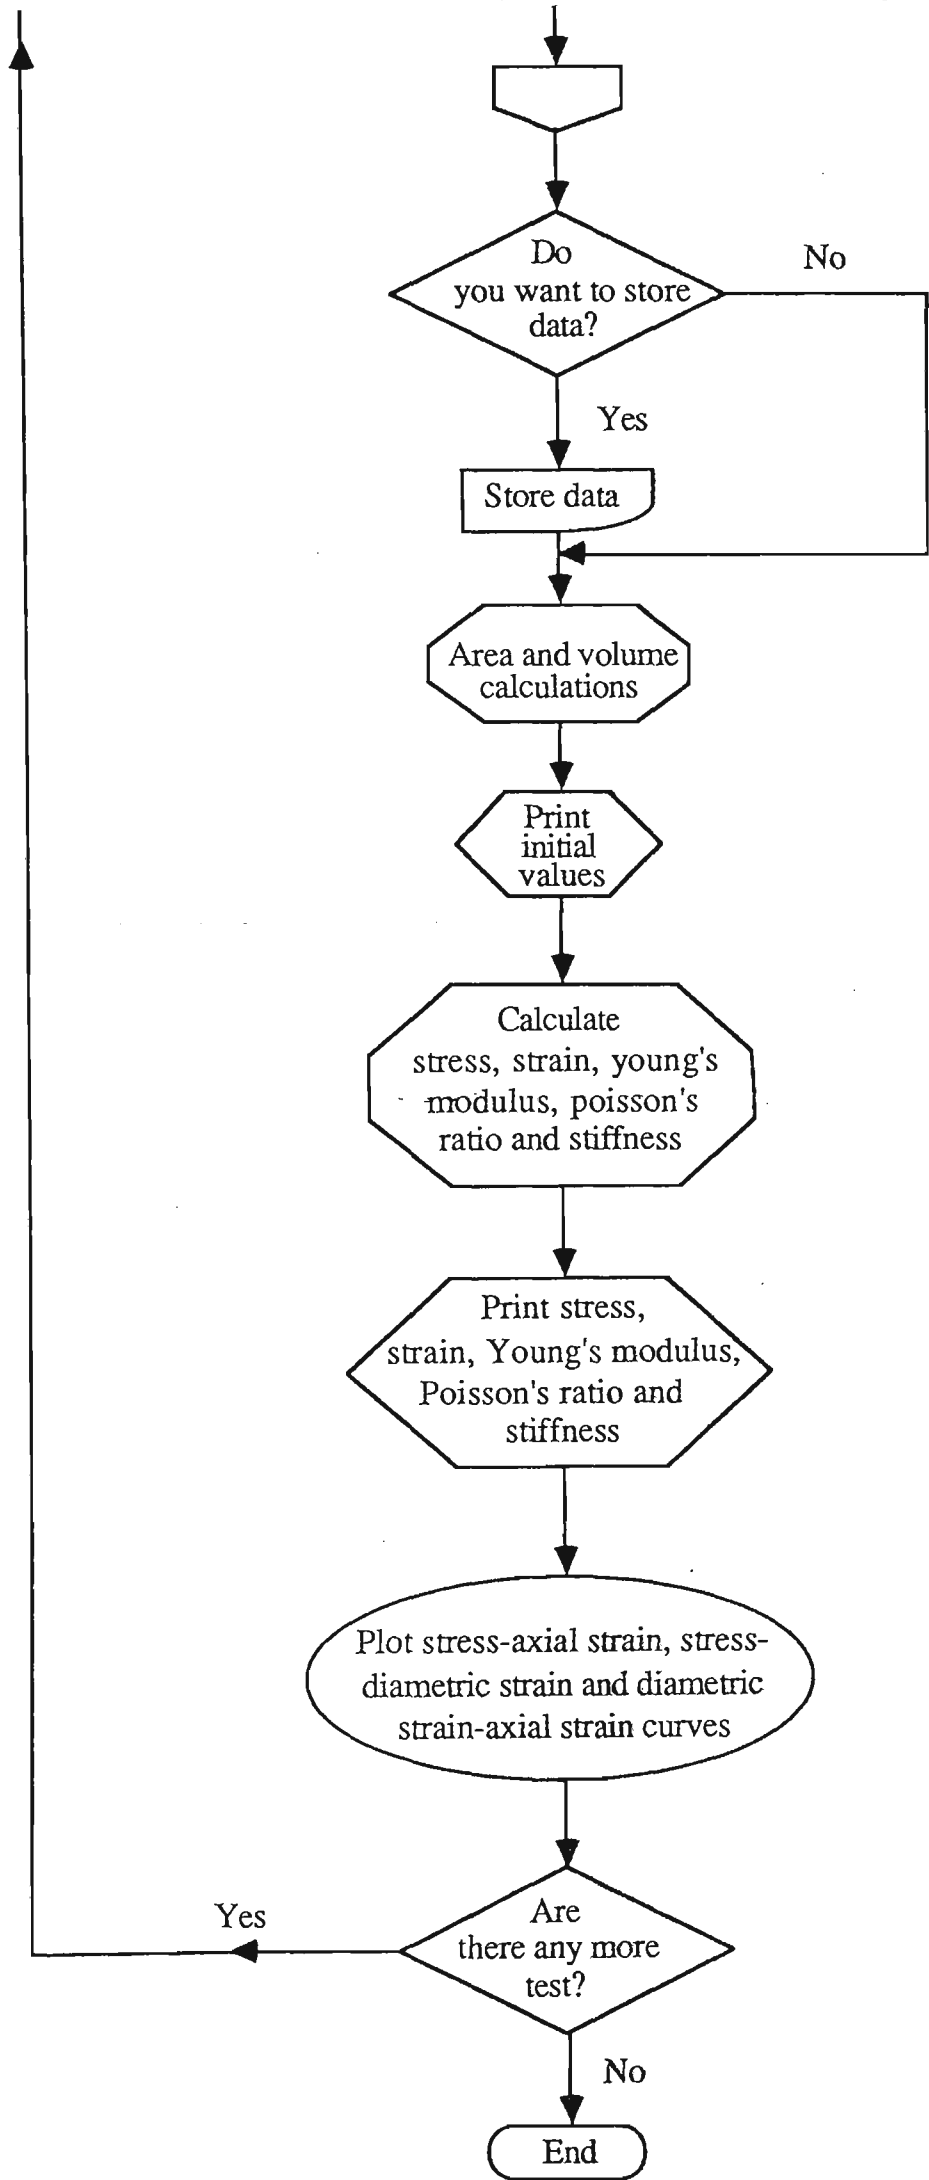 Do
you want to store
data?
No
Yes
Store data
Area and volume
calculations
Print
initial
values
Calculate
stress, strain, young's
modulus, poisson's
ratio and stiffness
Print stress,
strain, Young's modulus,
Poisson's ratio and
stiffness
Plot stress-axial strain, stress-
diametric strain and diametric
strain-axial strain curves
Yes
Are
there any more
test?
No
End